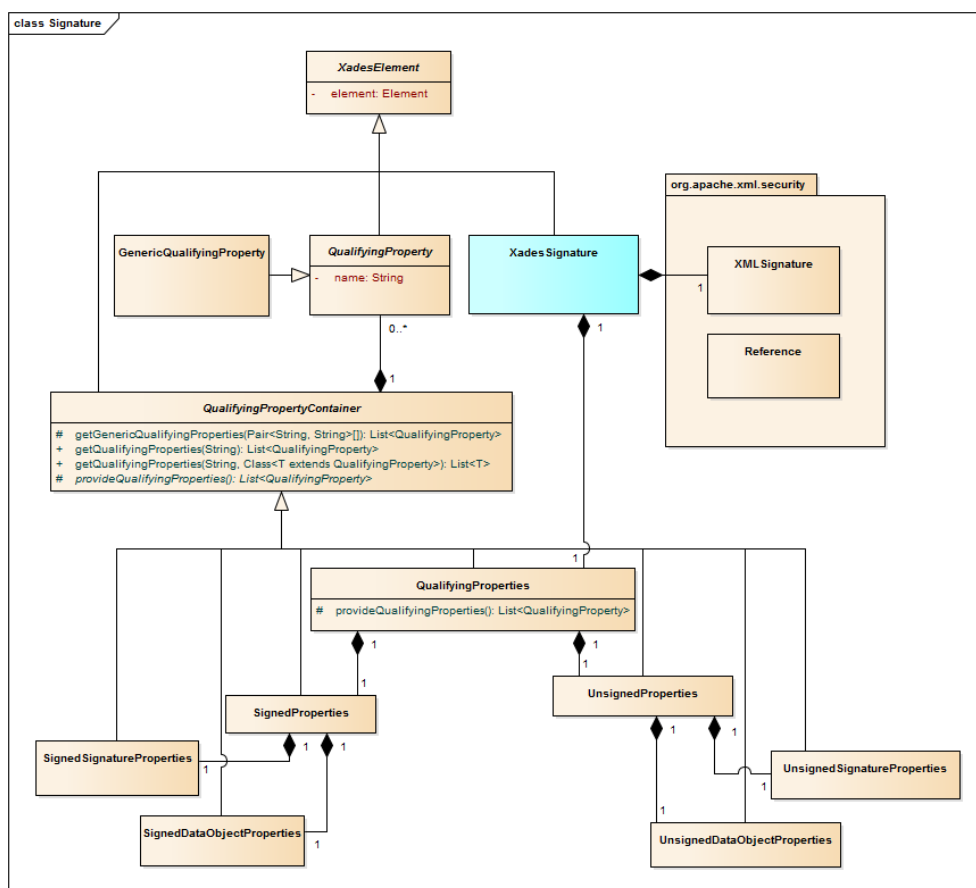 class Signature
XadesElement
- element: Element
org.apache.xml.security
GenericQualifyingProperty
QualifyingProperty
- name: String
XadesSignature
XMLSignature
1
0..*
1
Reference
1
QualifyingPropertyContainer
# getGenericQualifyingProperties(Pair<String, String>[]): List<QualifyingProperty>
+ getQualifyingProperties(String): List<QualifyingProperty>
+ getQualifyingProperties(String, Class<T extends QualifyingProperty>): List<T>
# provideQualifyingProperties(): List<QualifyingProperty>
1
QualifyingProperties
# provideQualifyingProperties(): List<QualifyingProperty>
1
1
1
1
SignedProperties
UnsignedProperties
1
1
1
1
SignedSignatureProperties
1
UnsignedSignatureProperties
1
SignedDataObjectProperties
1
1
UnsignedDataObjectProperties